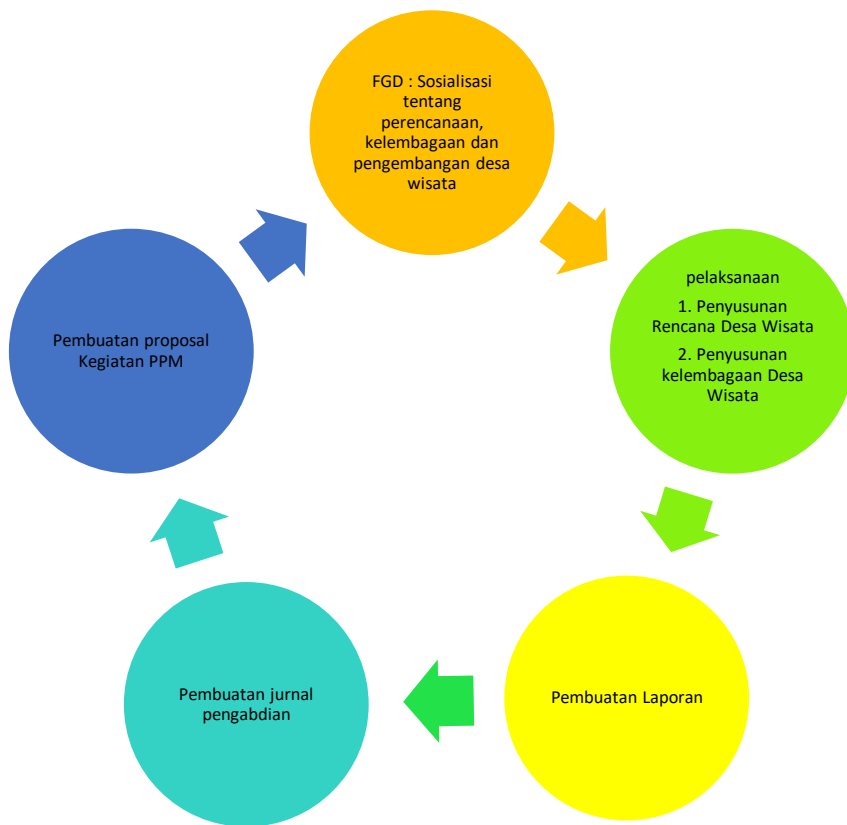 FGD : Sosialisasi
tentang
perencanaan,
kelembagaan dan
pengembangan desa
wisata
pelaksanaan
1. Penyusunan
Rencana Desa Wisata
2. Penyusunan
kelembagaan Desa
Wisata
Pembuatan Laporan
Pembuatan jurnal
pengabdian
Pembuatan proposal
Kegiatan PPM